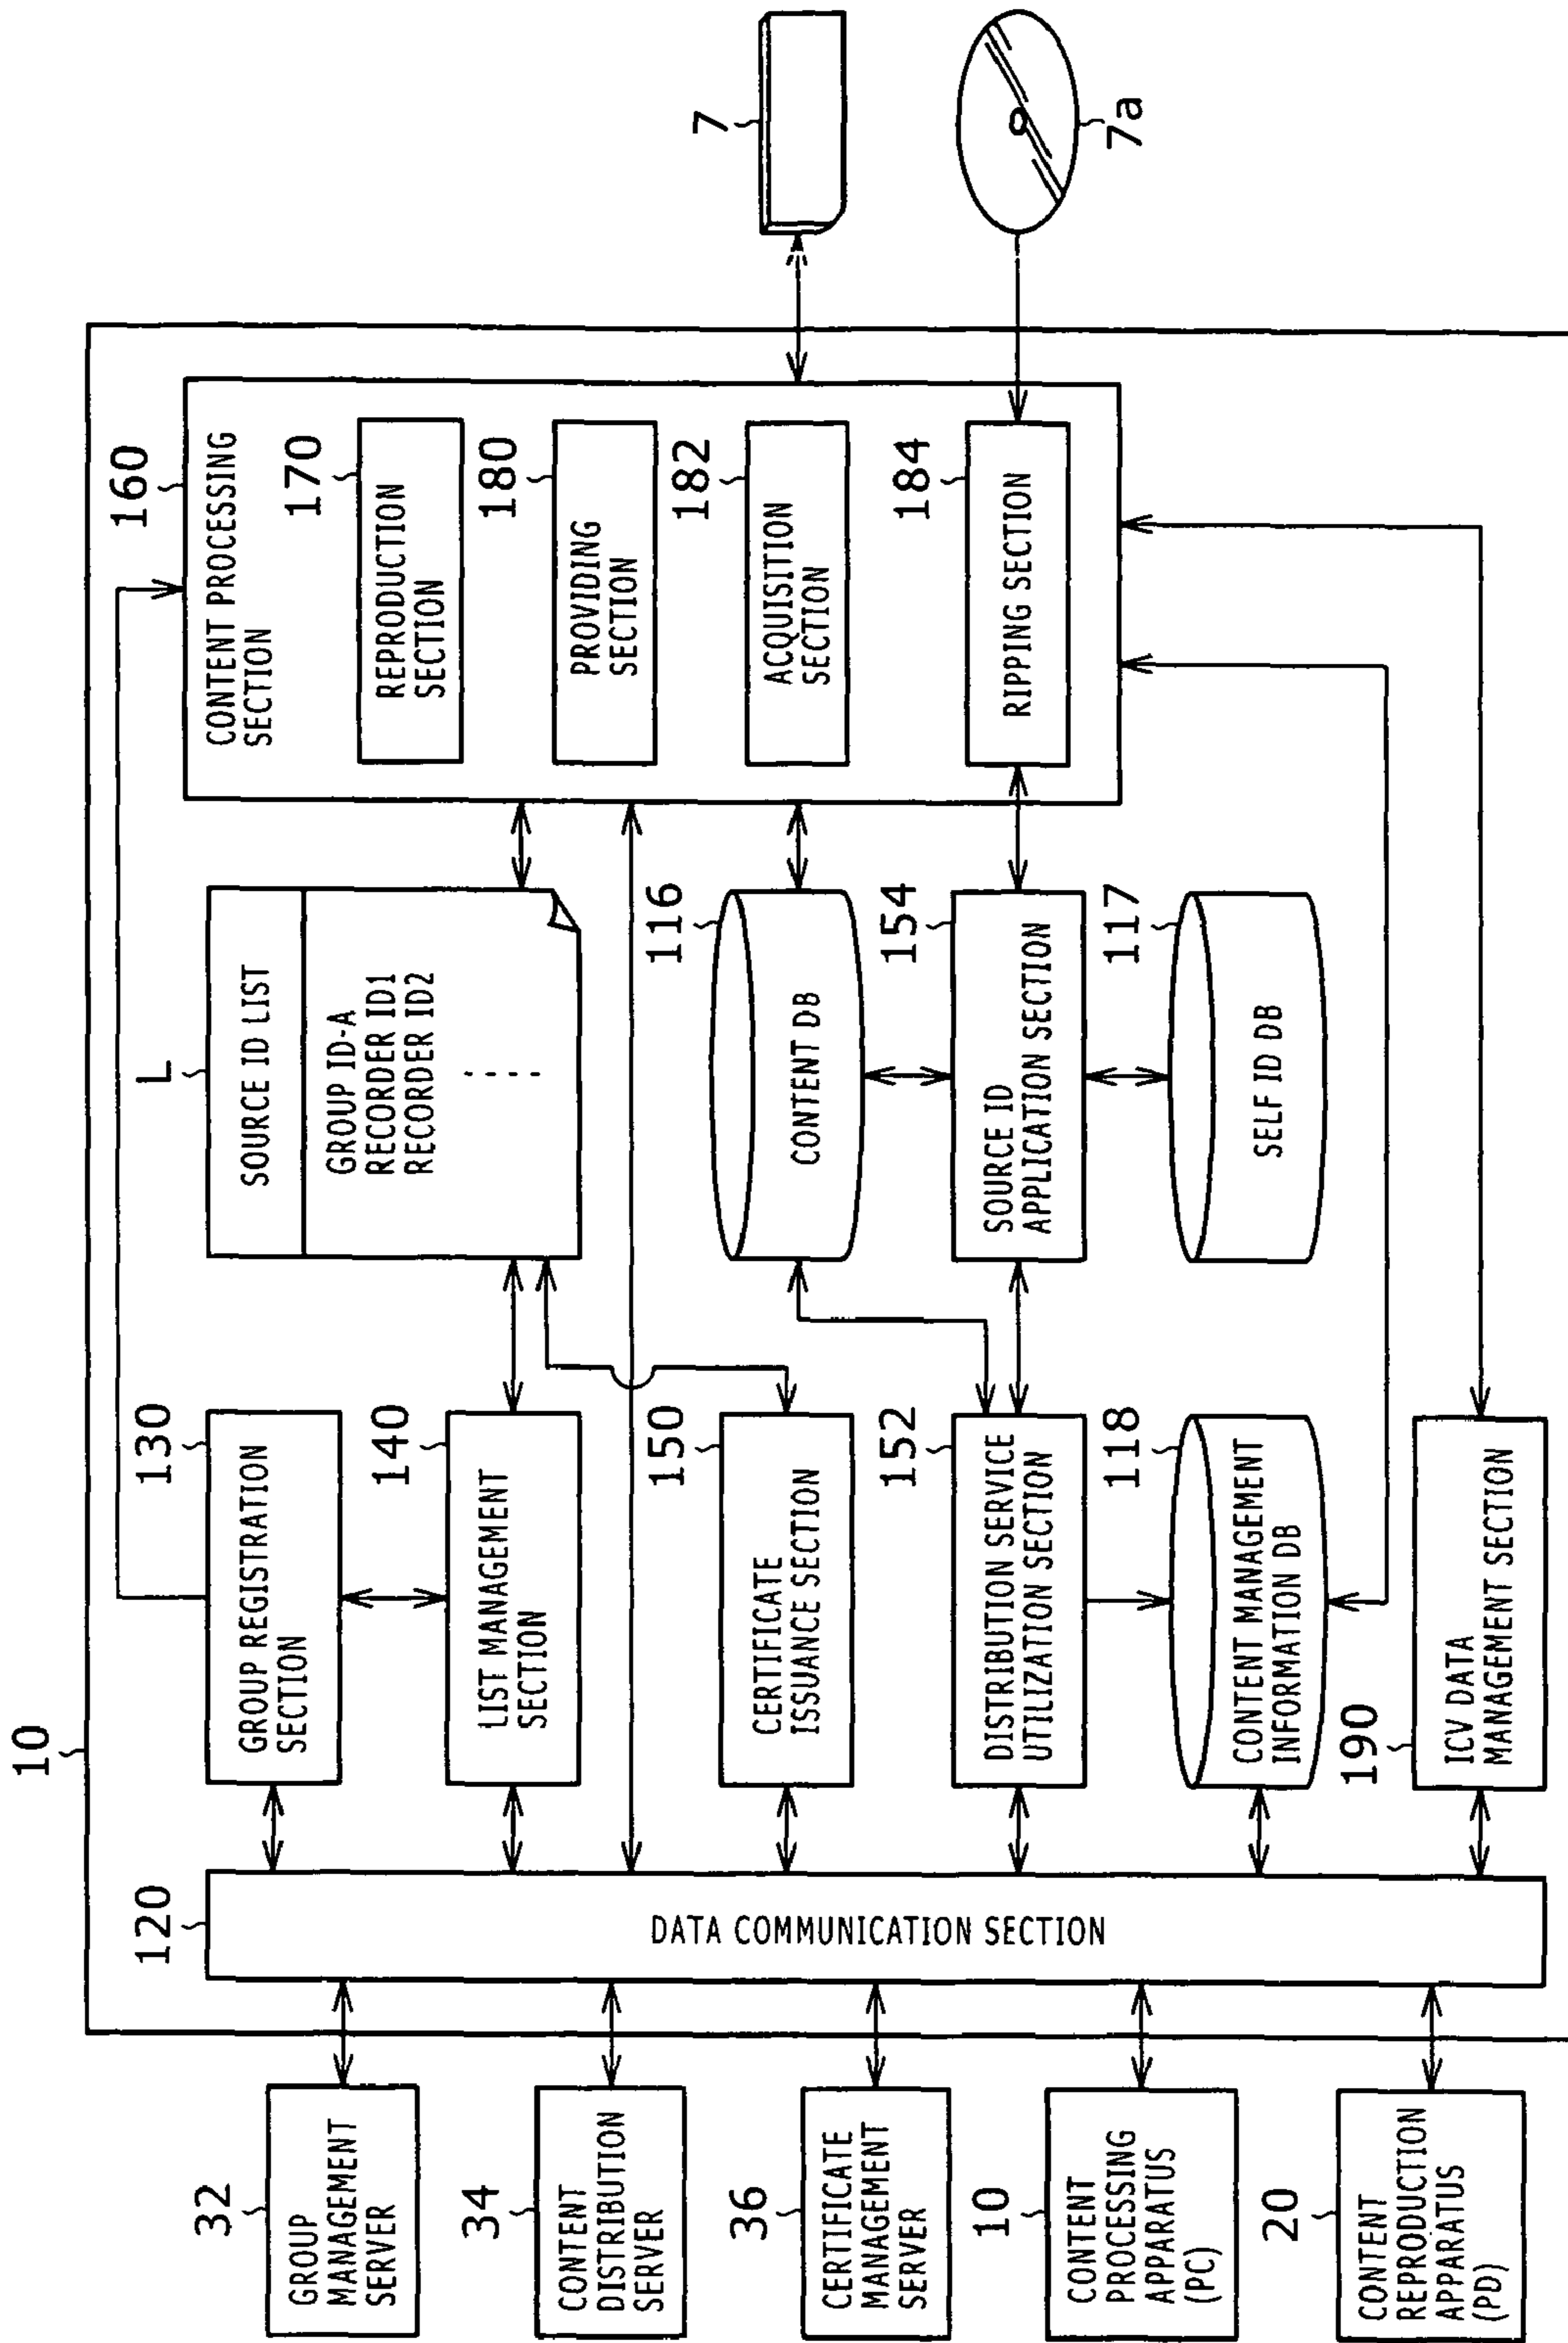 10
32
GROUP
MANAGEMENT
SERVER
34
CONTENT
DISTRIBUTION
SERVER
36
CERTIFICATE
MANAGEMENT
SERVER
10
CONTENT
PROCESSING
APPARATUS
(PC)
20
CONTENT
REPRODUCTION
APPARATUS
(PD)
120
DATA COMMUNICATION SECTION
130
GROUP REGISTRATION
SECTION
140
LIST MANAGEMENT
SECTION
150
CERTIFICATE
ISSUANCE SECTION
152
DISTRIBUTION SERVICE
UTILIZATION SECTION
118
CONTENT MANAGEMENT
INFORMATION DB
190
ICV DATA
MANAGEMENT SECTION
L
SOURCE ID LIST
GROUP ID-A
RECORDER ID1
RECORDER ID2
116
CONTENT DB
154
SOURCE ID
APPLICATION SECTION
117
SELF ID DB
160
CONTENT PROCESSING
SECTION
170
REPRODUCTION
SECTION
180
PROVIDING
SECTION
182
ACQUISITION
SECTION
184
RIPPING SECTION
7
7a